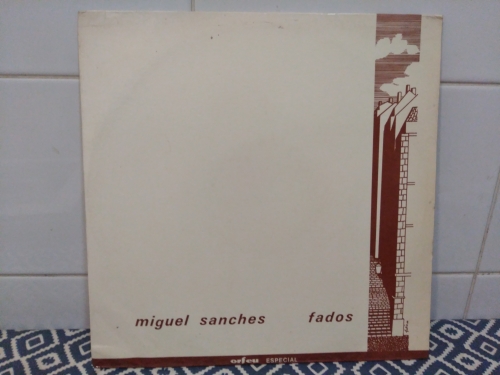 miguel sanches fados
orfeu ESPECIAL